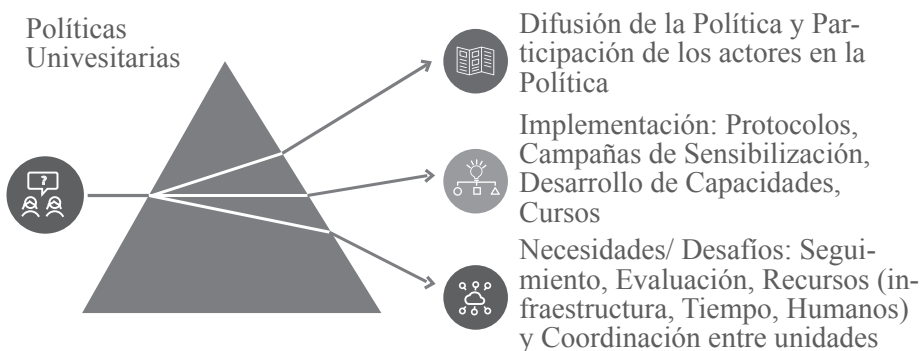 Políticas
Univesitarias
Difusión de la Política y Par-
ticipación de los actores en la
Política
?
Implementación: Protocolos,
Campañas de Sensibilización,
Desarrollo de Capacidades,
Cursos
Necesidades/ Desafíos: Segui-
miento, Evaluación, Recursos (in-
fraestructura, Tiempo, Humanos)
y Coordinación entre unidades